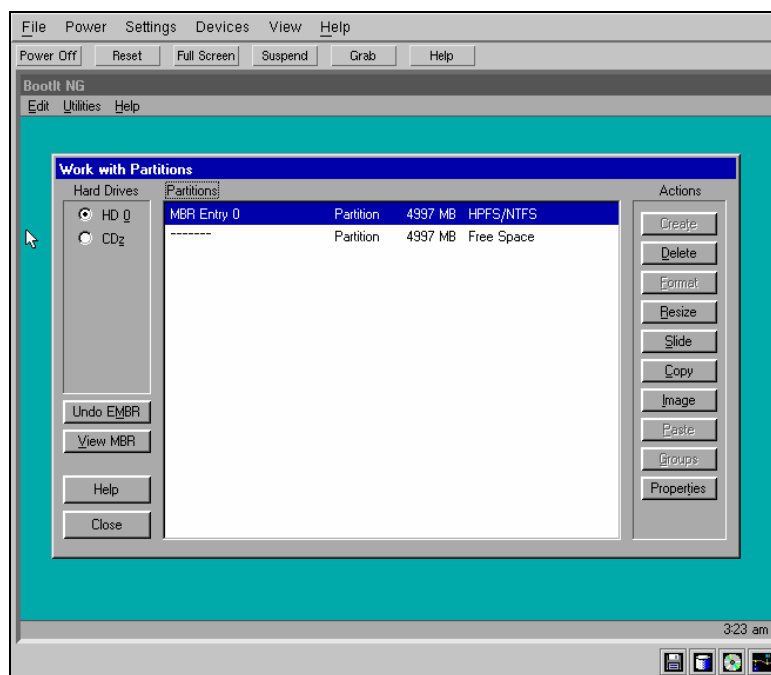 File Power Settings Devices View Help
Power Off Reset Full Screen Suspend Grab Help
BootIt NG
Edit Utilities Help
Work with Partitions
Hard Drives Partitions Actions
HD 0 MBR Entry 0 Partition 4997 MB HPFS/NTFS Create
CDz ------- Partition 4997 MB Free Space Delete
Format
Resize
Slide
Copy
Undo EMBR Image
View MBR Paste
Groups
Help Properties
Close
3:23 am